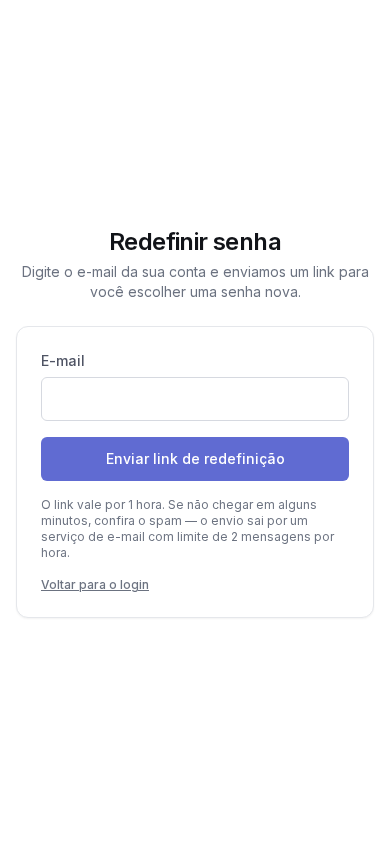 Redefinir senha
Digite o e-mail da sua conta e enviamos um link para
você escolher uma senha nova.
E-mail
Enviar link de redefinição
O link vale por 1 hora. Se não chegar em alguns
minutos, confira o spam — o envio sai por um
serviço de e-mail com limite de 2 mensagens por
hora.
Voltar para o login